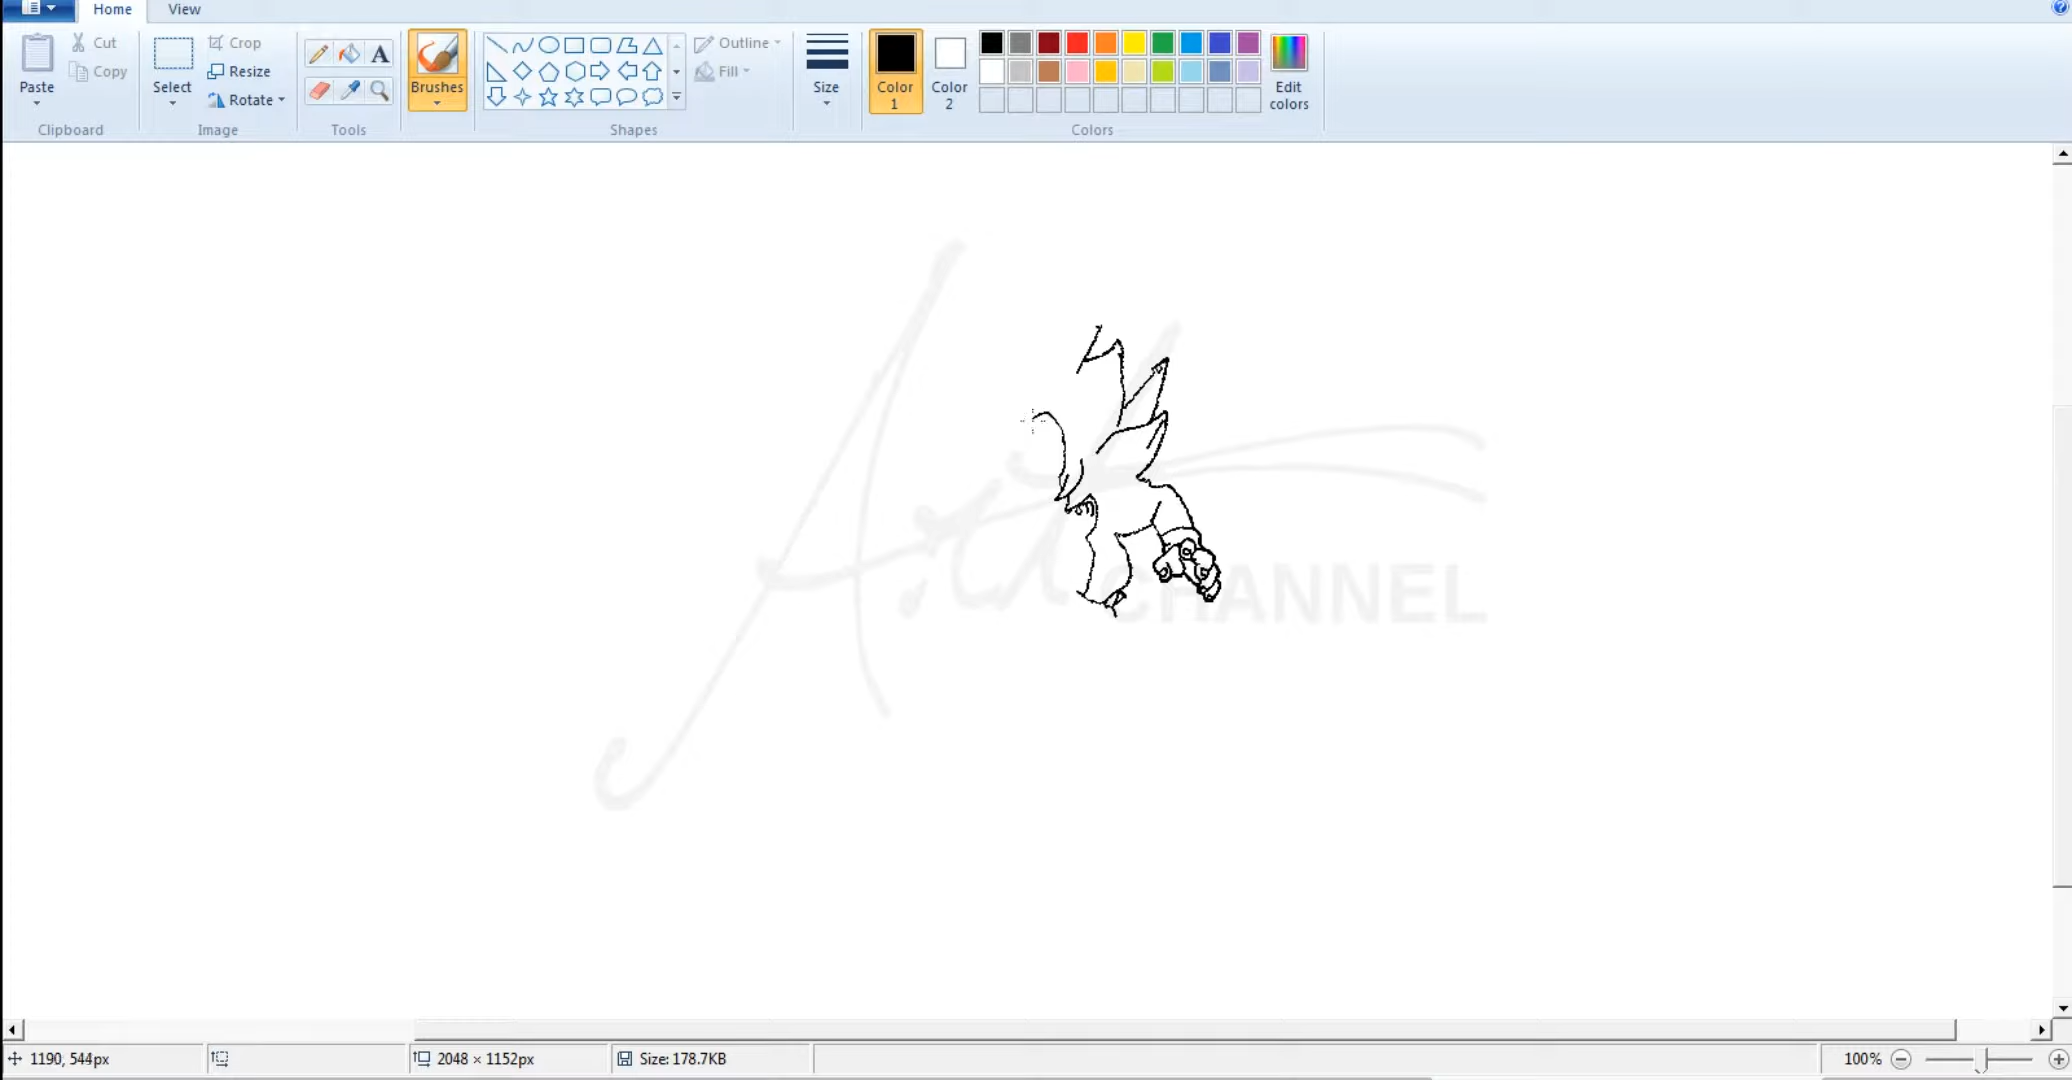 Home
View
Paste
Cut
Copy
Clipboard
Select
Crop
Resize
Rotate
Image
A
Tools
Brushes
Outline
Fill
Shapes
Size
Color 1
Color 2
Edit colors
Colors
Art
CHANNEL
1190, 544px
2048 × 1152px
Size: 178.7KB
100%